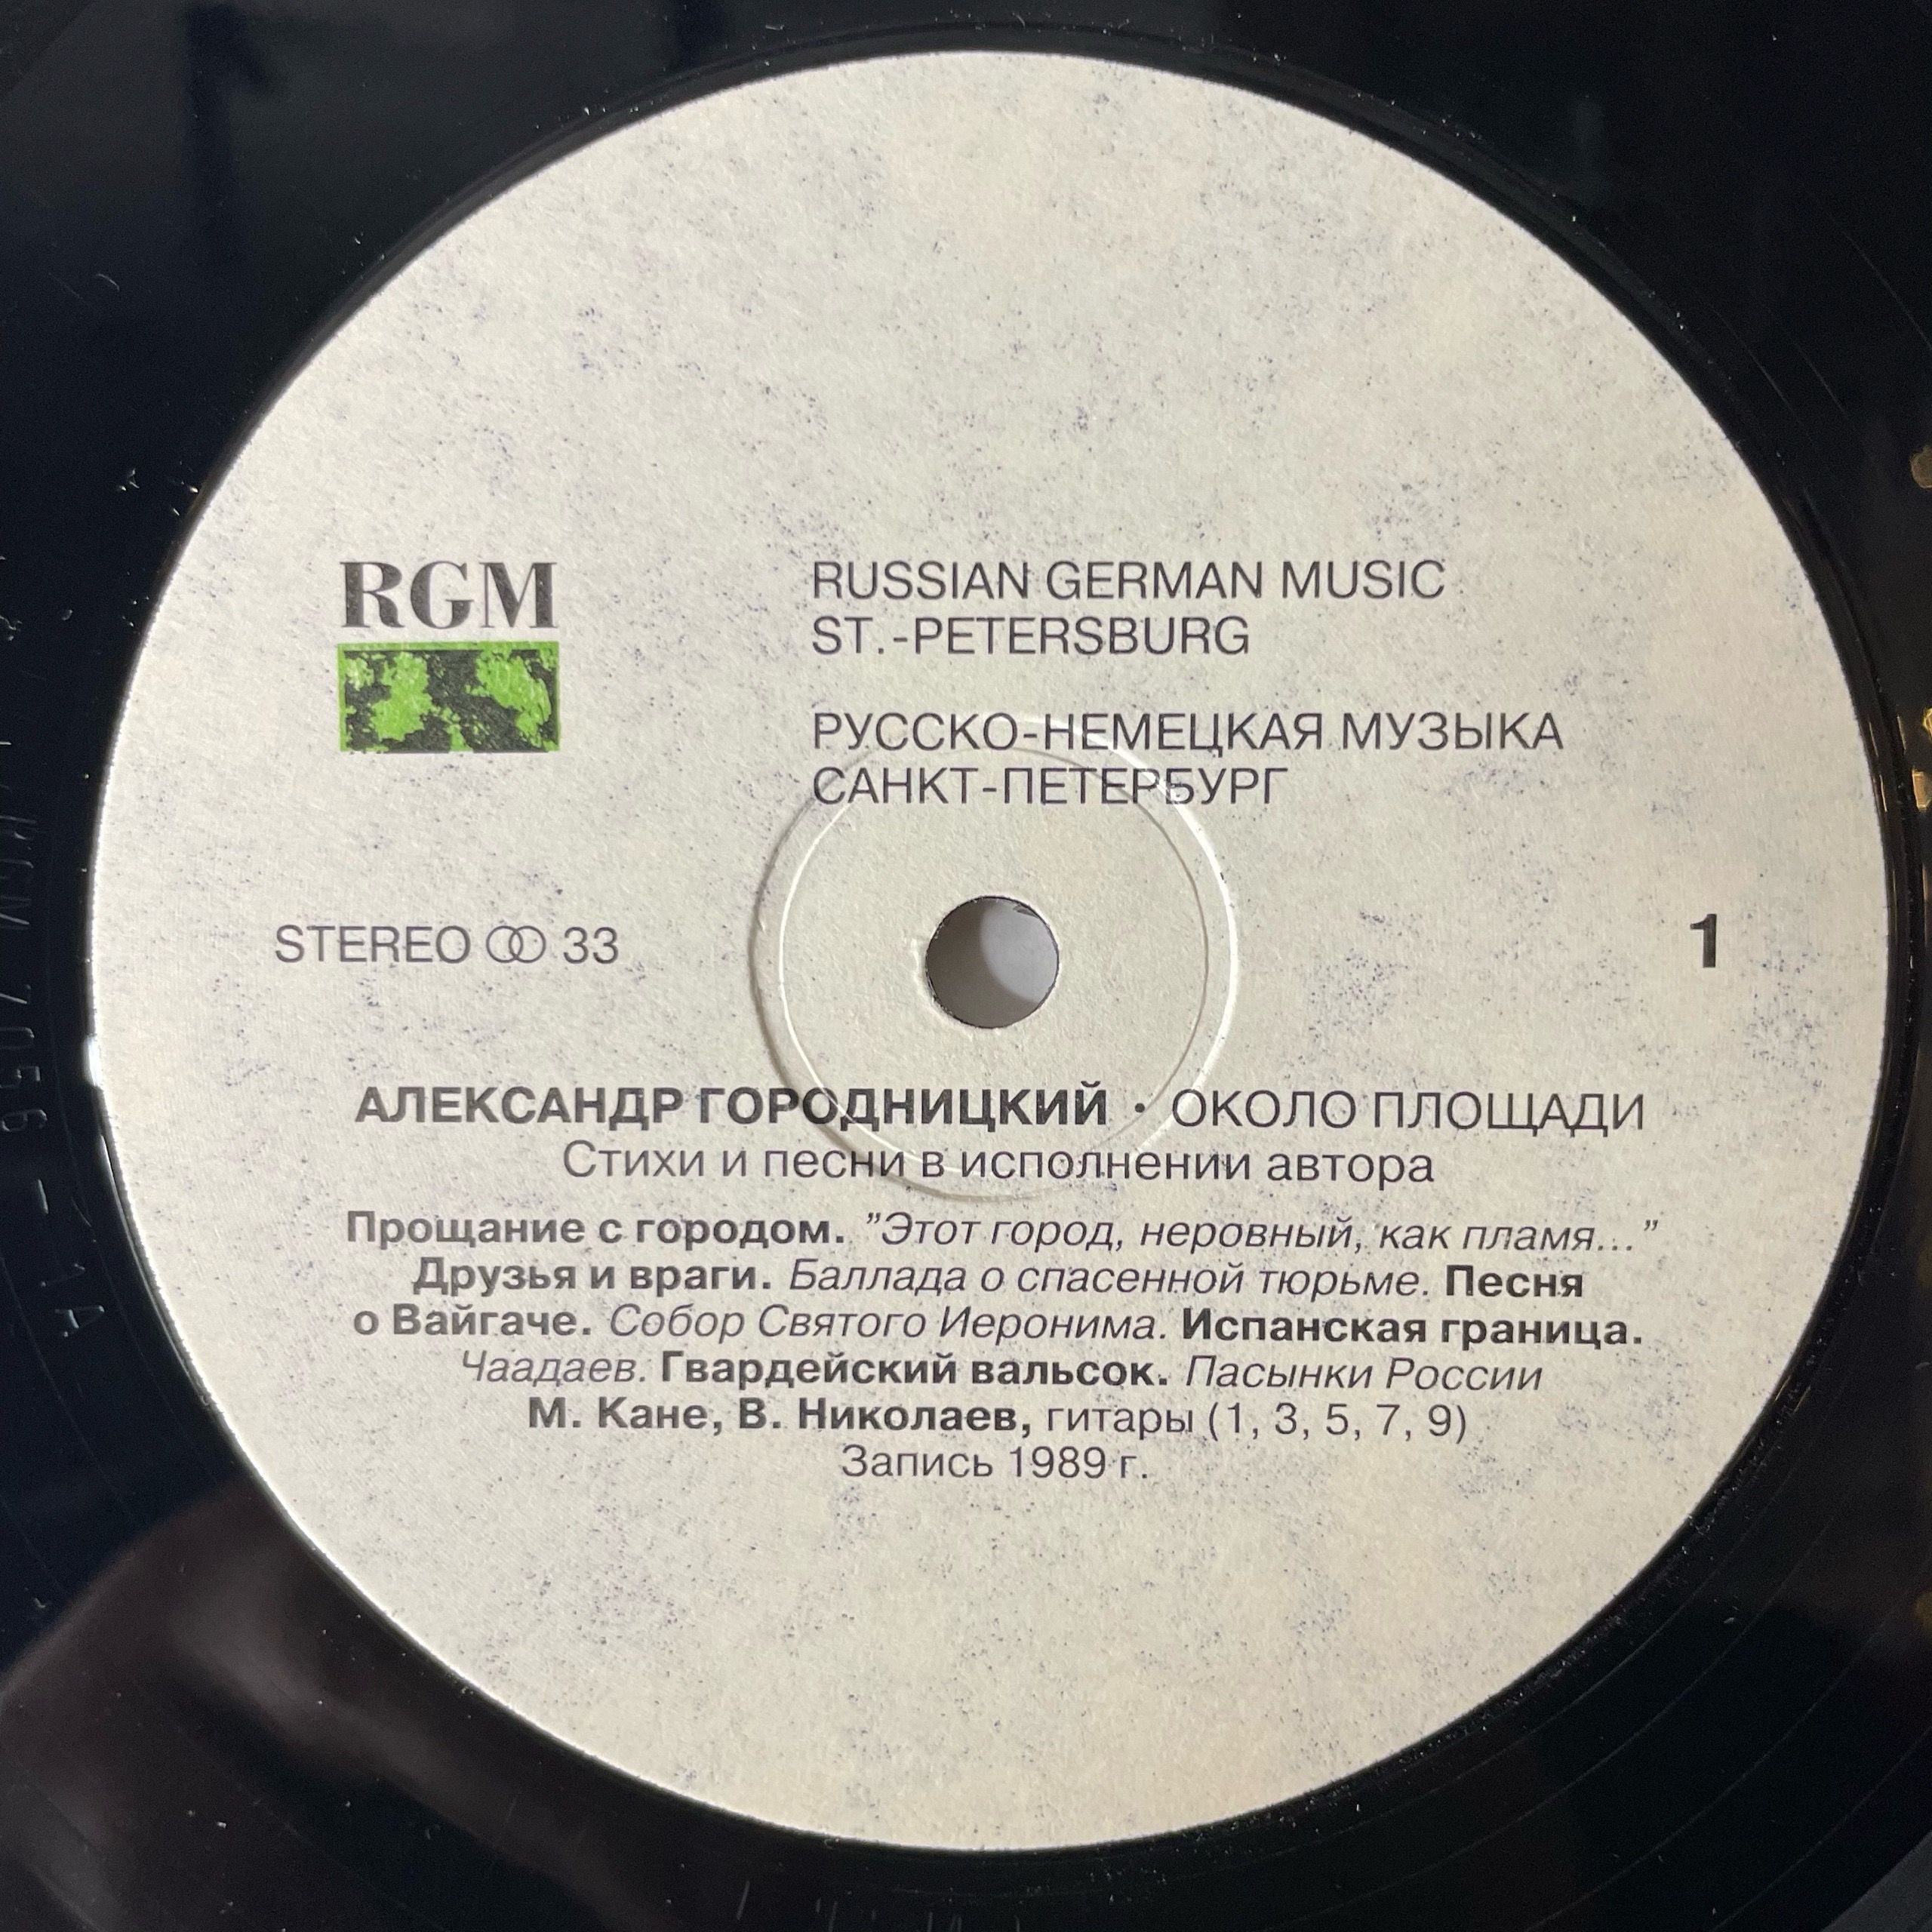 RGM
RUSSIAN GERMAN MUSIC
ST.-PETERSBURG
РУССКО-НЕМЕЦКАЯ МУЗЫКА
САНКТ-ПЕТЕРБУРГ
STEREO 33
1
АЛЕКСАНДР ГОРОДНИЦКИЙ • ОКОЛО ПЛОЩАДИ
Стихи и песни в исполнении автора
Прощание с городом. "Этот город, неровный, как пламя..."
Друзья и враги. Баллада о спасенной тюрьме. Песня
о Вайгаче. Собор Святого Иеронима. Испанская граница.
Чаадаев. Гвардейский вальсок. Пасынки России
М. Кане, В. Николаев, гитары (1, 3, 5, 7, 9)
Запись 1989 г.